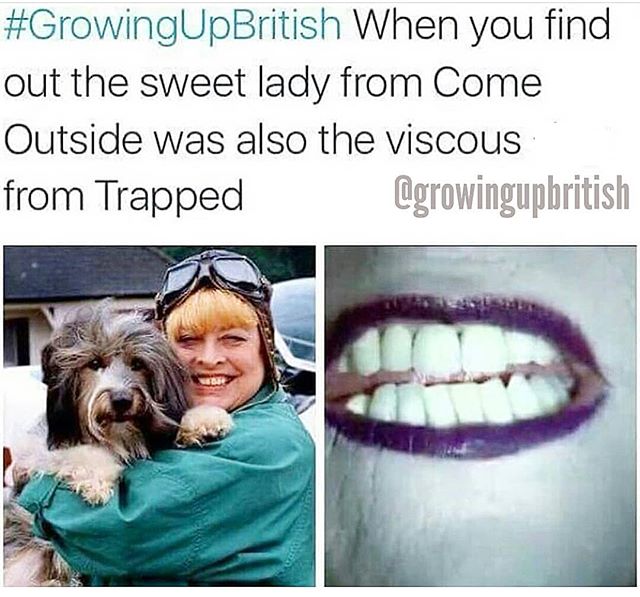 #GrowingUpBritish When you find
out the sweet lady from Come
Outside was also the viscous
from Trapped
@growingupbritish